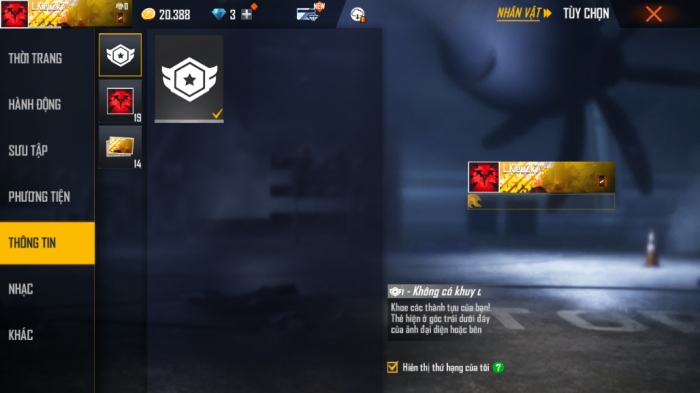 20.388
3
NEW
NHÂN VẬT
TÙY CHỌN
THỜI TRANG
HÀNH ĐỘNG
19
SƯU TẬP
14
PHƯƠNG TIỆN
THÔNG TIN
NHẠC
KHÁC
- Không có khuy
Khoe các thành tựu của bạn!
Thể hiện ở góc trái dưới đáy
của ảnh đại diện hoặc bên
Hiển thị thứ hạng của tôi ?